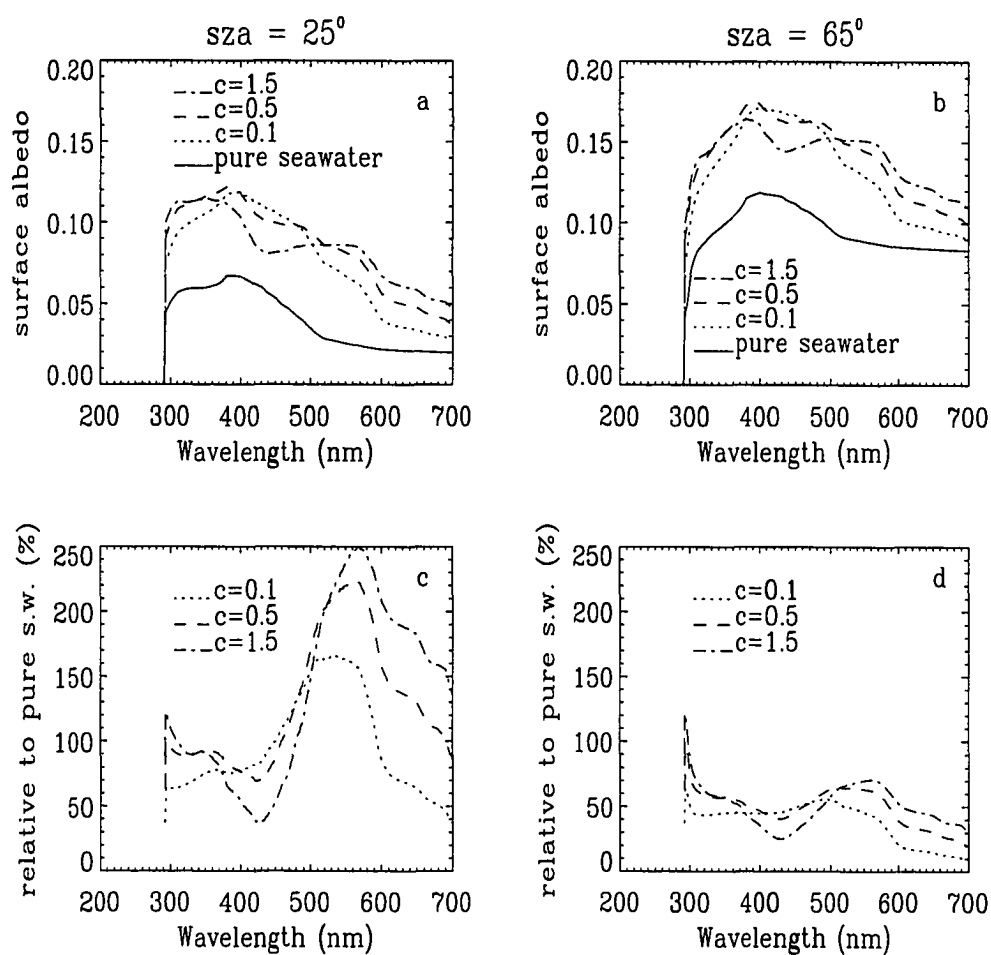 sza = 25⁰
surface albedo
0.20
0.15
0.10
0.05
0.00
c=1.5
c=0.5
c=0.1
pure seawater
a
200 300 400 500 600 700
Wavelength (nm)
sza = 65⁰
surface albedo
0.20
0.15
0.10
0.05
0.00
b
c=1.5
c=0.5
c=0.1
pure seawater
200 300 400 500 600 700
Wavelength (nm)
relative to pure s.w. (%)
250
200
150
100
50
0
c=0.1
c=0.5
c=1.5
c
200 300 400 500 600 700
Wavelength (nm)
relative to pure s.w. (%)
250
200
150
100
50
0
c=0.1
c=0.5
c=1.5
d
200 300 400 500 600 700
Wavelength (nm)